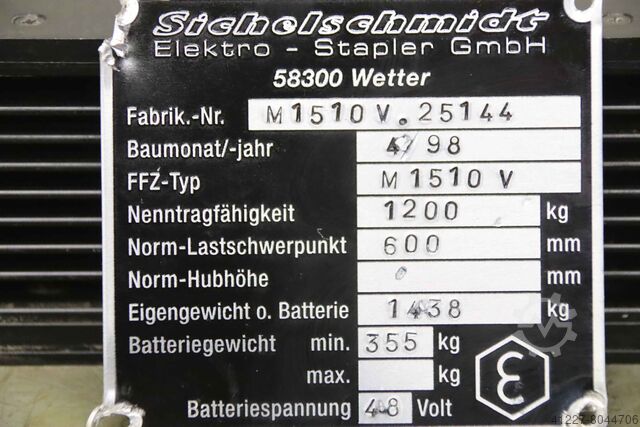 Sichelschmidt
Elektro - Stapler GmbH
58300 Wetter
Fabrik.-Nr. M1510V.25144
Baumonat/-jahr 4/98
FFZ-Typ M1510 V
Nenntragfähigkeit 1200 kg
Norm-Lastschwerpunkt 600 mm
Norm-Hubhöhe mm
Eigengewicht o. Batterie 1438 kg
Batteriegewicht min. 355 kg
max. kg
Batteriespannung 48 Volt
41227-8044706